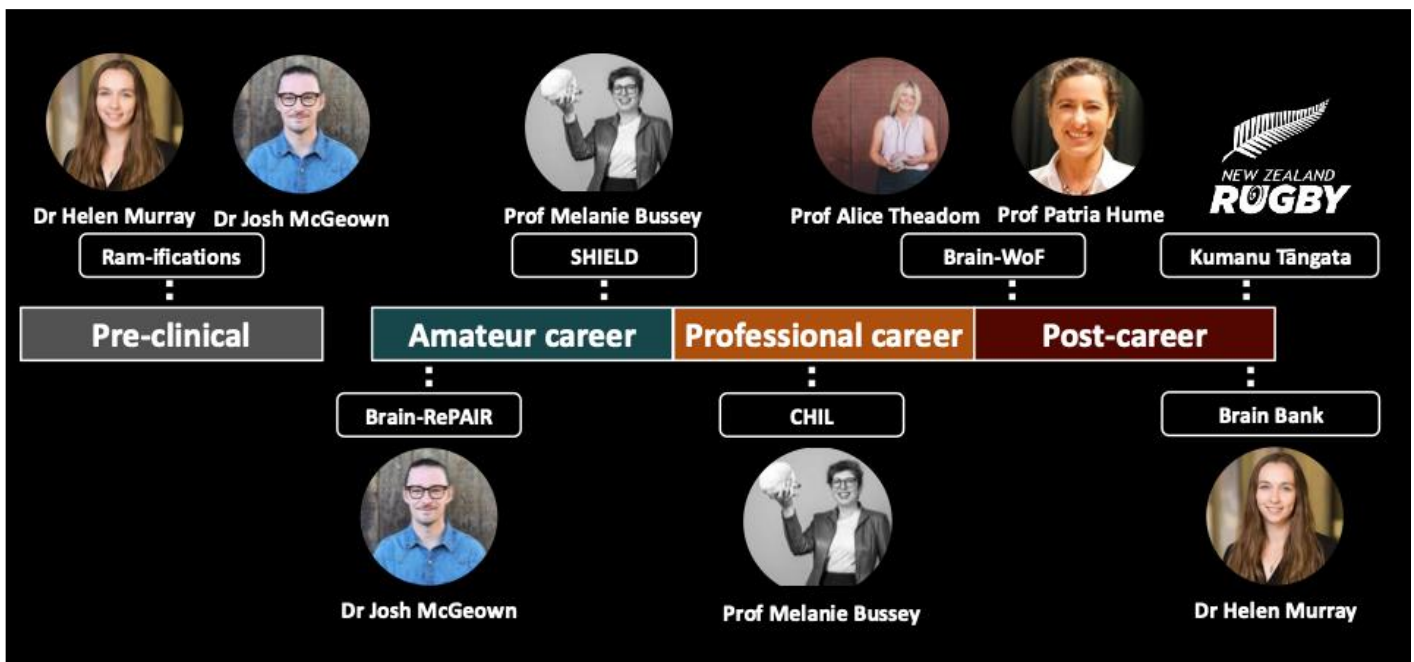 Dr Helen Murray
Dr Josh McGeown
Prof Melanie Bussey
Prof Alice Theadom
Prof Patria Hume
NEW ZEALAND
RUGBY
Ram-ifications
SHIELD
Brain-WoF
Kumanu Tāngata
Pre-clinical
Amateur career
Professional career
Post-career
Brain-RePAIR
CHIL
Brain Bank
Dr Josh McGeown
Prof Melanie Bussey
Dr Helen Murray